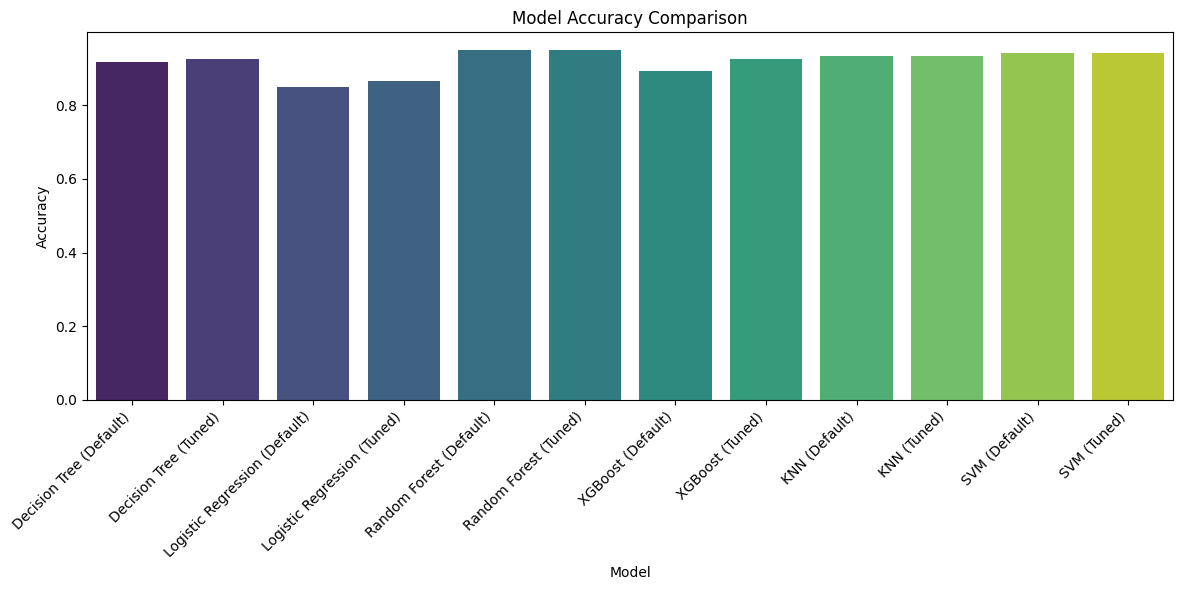 Model Accuracy Comparison
Accuracy
0.8
0.6
0.4
0.2
0.0
Decision Tree (Default)
Decision Tree (Tuned)
Logistic Regression (Default)
Logistic Regression (Tuned)
Random Forest (Default)
Random Forest (Tuned)
XGBoost (Default)
XGBoost (Tuned)
KNN (Default)
KNN (Tuned)
SVM (Default)
SVM (Tuned)
Model